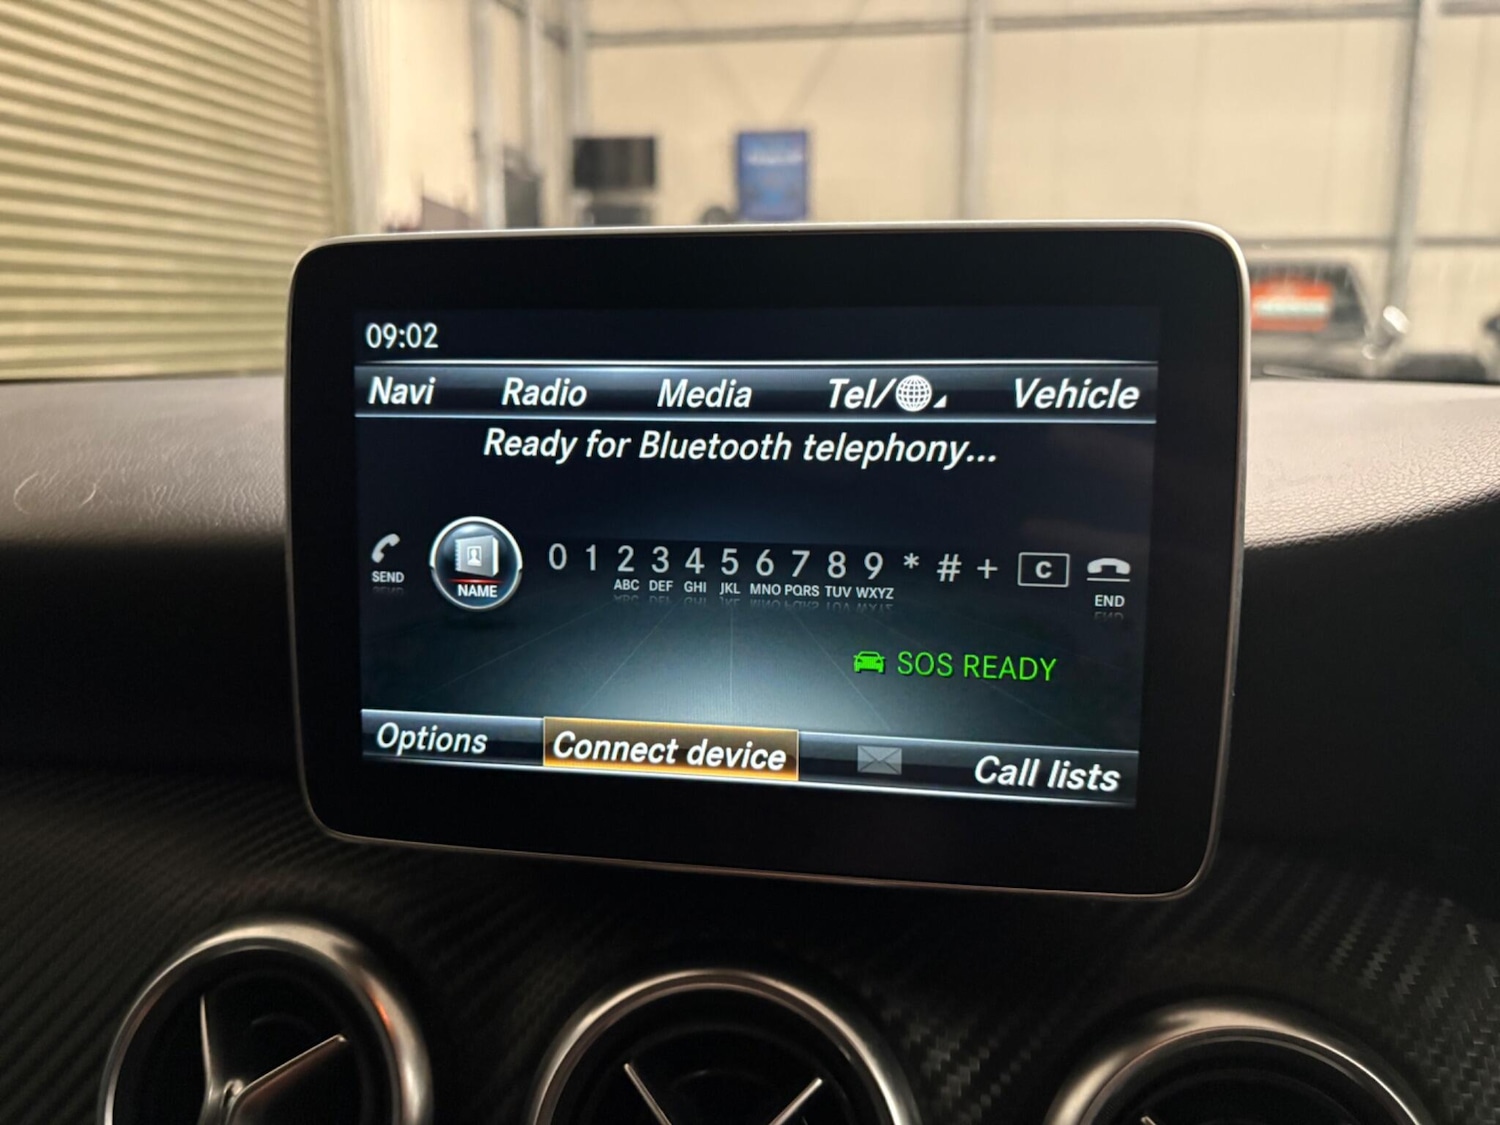 09:02
Navi Radio Media Tel/ Vehicle
Ready for Bluetooth telephony...
SEND NAME 0 1 2 3 4 5 6 7 8 9 * # + C END
ABC DEF GHI JKL MNO PQRS TUV WXYZ
SOS READY
Options Connect device Call lists